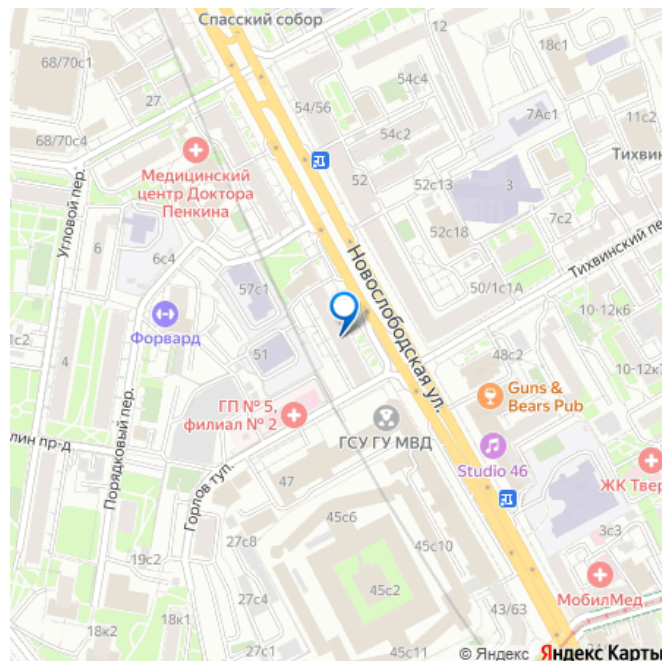 Спасский собор
12
18с1
68/70с1
54с4
27
54/56
11с2
7Ас1
68/70с4
54с2
Тихвин
Медицинский
центр Доктора
Пенкина
52
52с13
3
Угловой пер.
7с2
6
52с18
6с4
Новослободская ул.
Тихвинский пе
57с1
50/1с1А
10-12к6
Форвард
1с2
51
48с2
4
10-12к
Guns &
Bears Pub
ГП № 5,
филиал № 2
Порядковый пер.
ГСУ ГУ МВД
лин пр-д
Studio 46
Горлов туп.
47
ЖК Твер
45с6
3с3
27с8
45с10
19с2
45с2
МобилМед
27с4
43/63
18к1
18к2
© Яндекс Яндекс Карты